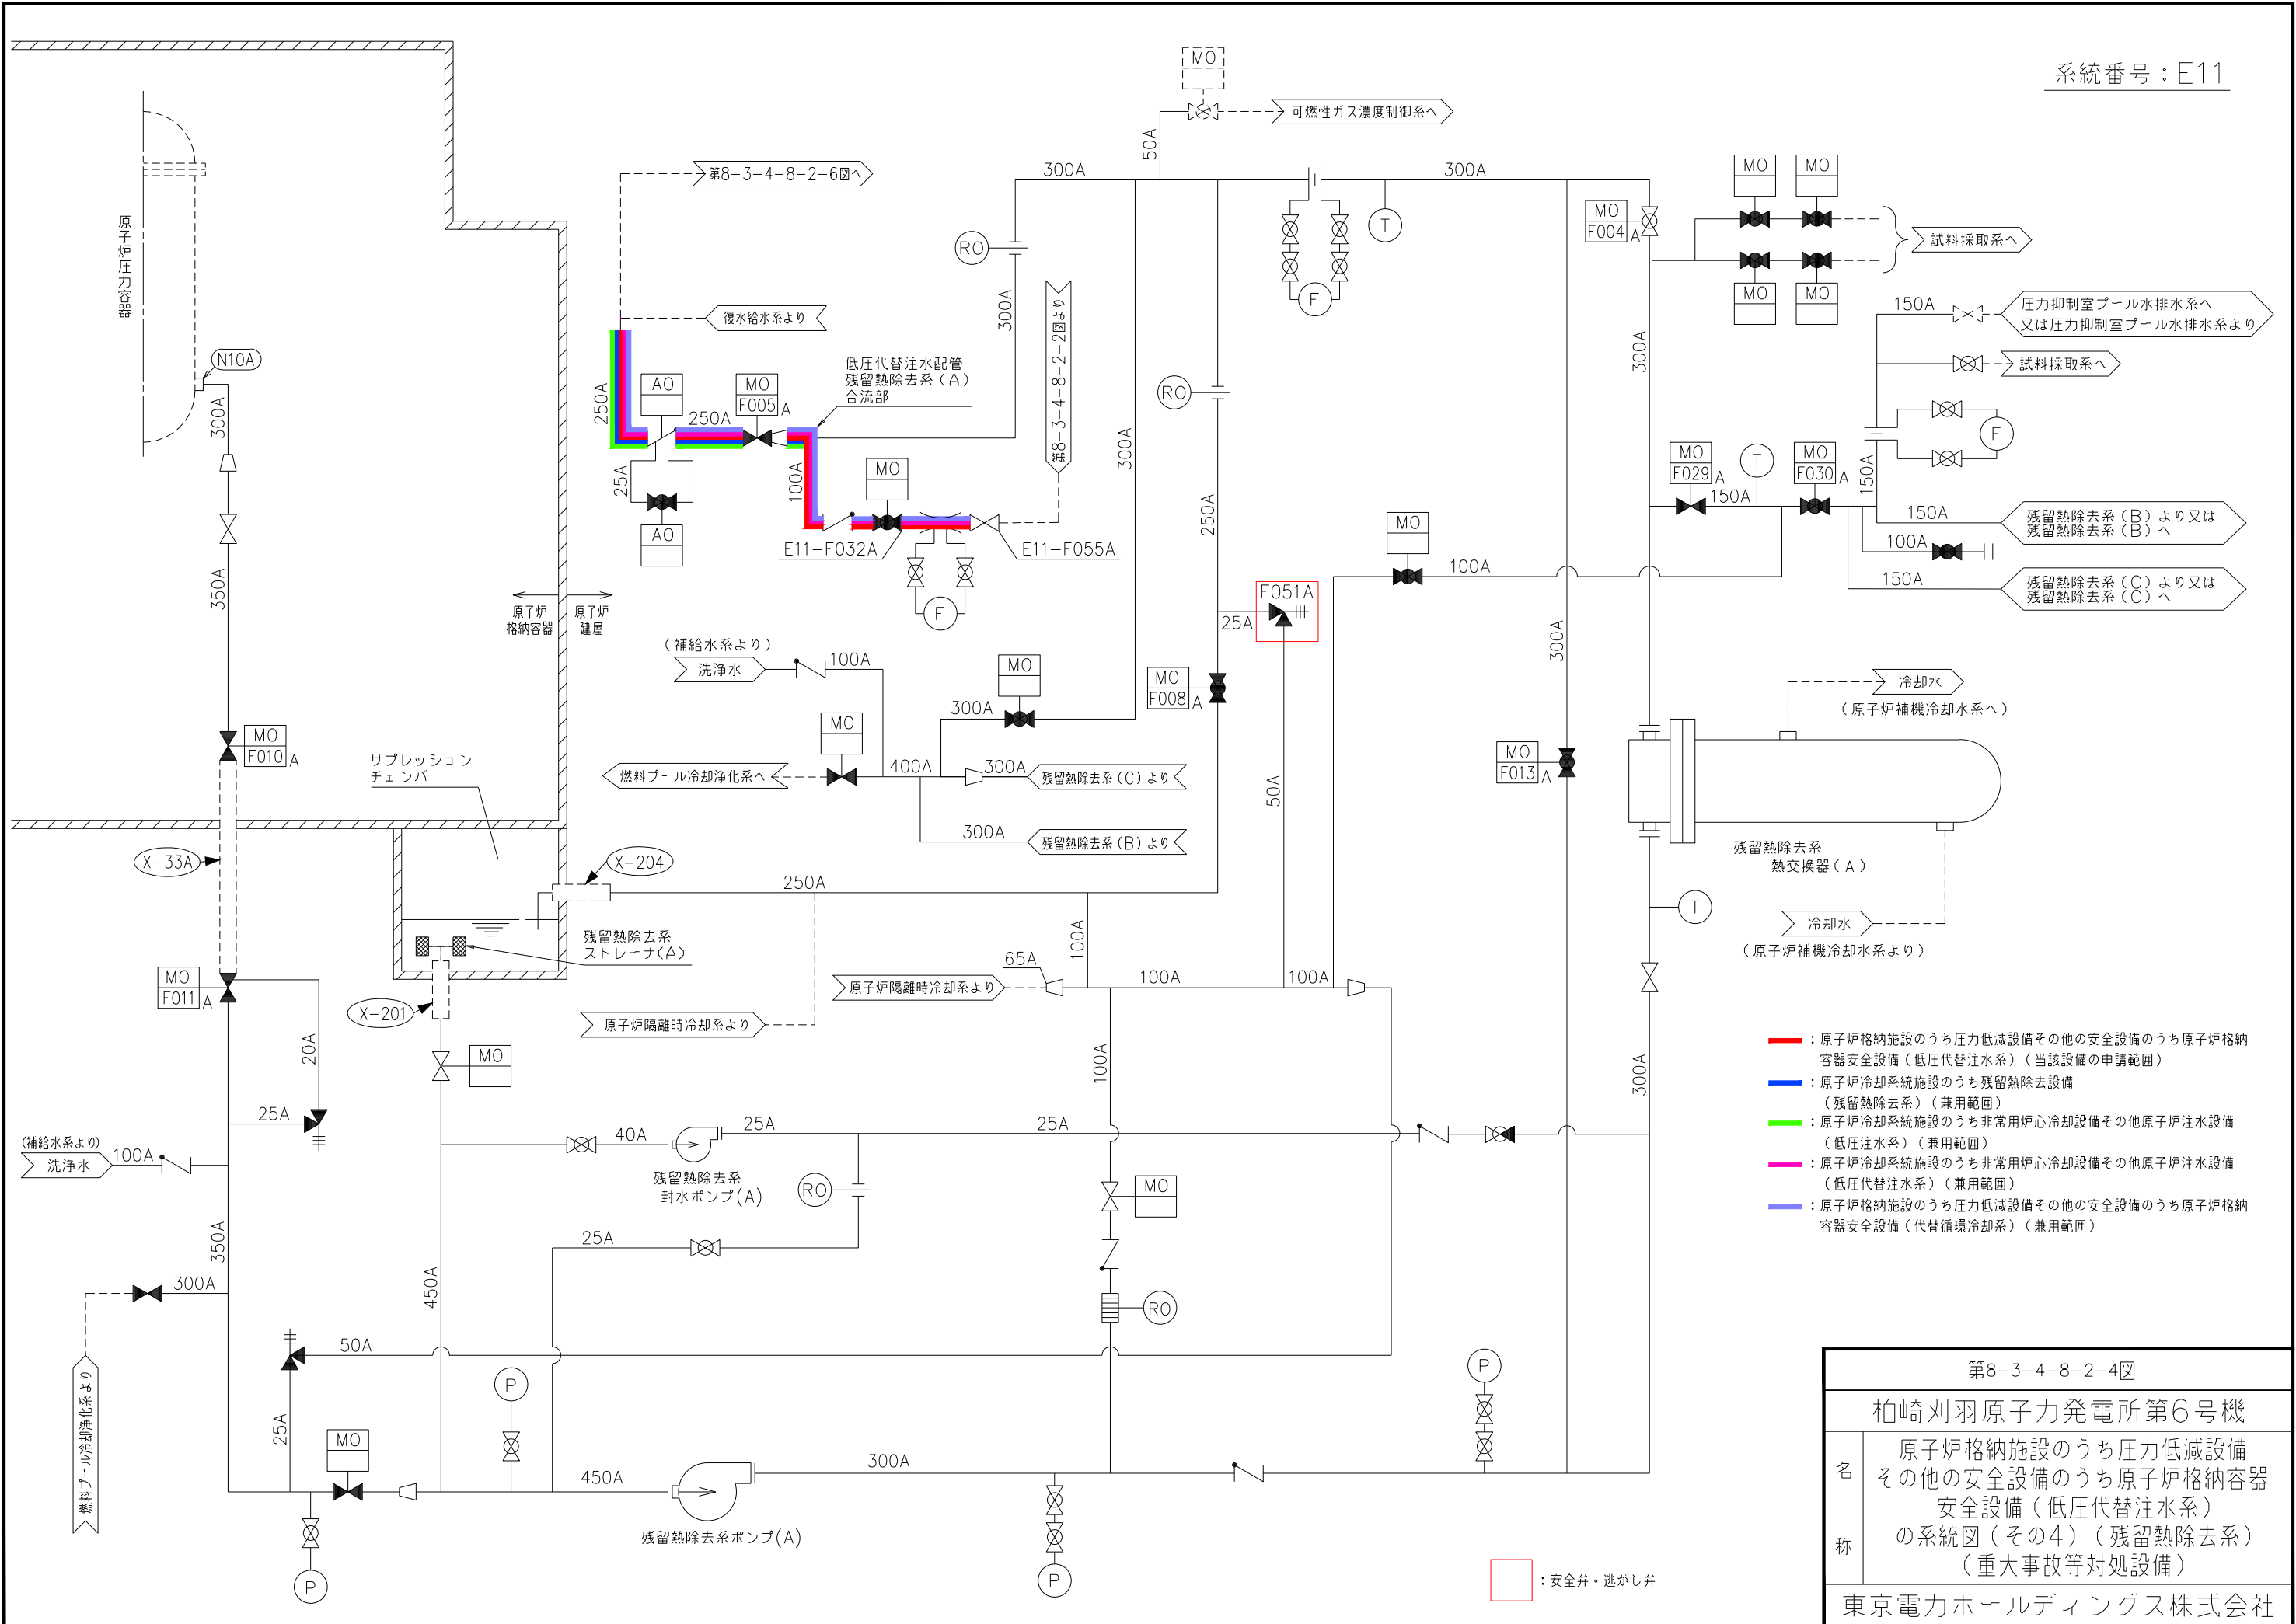 系統番号：E11
MO
可燃性ガス濃度制御系へ
50A
第8-3-4-8-2-6図へ
300A
300A
MO
MO
原子炉圧力容器
MO
F004
A
T
試料採取系へ
RO
MO
MO
F
300A
第8-3-4-8-2-2図より
復水給水系より
300A
150A
圧力抑制室プール水排水系へ
又は圧力抑制室プール水排水系より
試料採取系へ
N10A
低圧代替注水配管
残留熱除去系（A）
合流部
250A
AO
MO
F005
A
250A
RO
300A
300A
F
25A
100A
MO
AO
MO
F029
A
T
MO
F030
A
150A
150A
250A
150A
残留熱除去系（B）より又は
残留熱除去系（B）へ
100A
E11-F032A
E11-F055A
MO
100A
150A
残留熱除去系（C）より又は
残留熱除去系（C）へ
350A
原子炉
格納容器
原子炉
建屋
F
F051A
25A
300A
（補給水系より）
洗浄水
100A
MO
MO
F008
A
冷却水
（原子炉補機冷却水系へ）
300A
MO
MO
F010
A
サプレッション
チェンバ
燃料プール冷却浄化系へ
400A
300A
残留熱除去系（C）より
50A
MO
F013
A
300A
残留熱除去系（B）より
残留熱除去系
熱交換器（A）
X-33A
X-204
250A
T
冷却水
（原子炉補機冷却水系より）
残留熱除去系
ストレーナ(A)
100A
65A
原子炉隔離時冷却系より
100A
100A
MO
F011
A
X-201
原子炉隔離時冷却系より
20A
MO
100A
300A
：原子炉格納施設のうち圧力低減設備その他の安全設備のうち原子炉格納
容器安全設備（低圧代替注水系）（当該設備の申請範囲）
：原子炉冷却系統施設のうち残留熱除去設備
（残留熱除去系）（兼用範囲）
：原子炉冷却系統施設のうち非常用炉心冷却設備その他原子炉注水設備
（低圧注水系）（兼用範囲）
：原子炉冷却系統施設のうち非常用炉心冷却設備その他原子炉注水設備
（低圧代替注水系）（兼用範囲）
：原子炉格納施設のうち圧力低減設備その他の安全設備のうち原子炉格納
容器安全設備（代替循環冷却系）（兼用範囲）
25A
40A
25A
25A
(補給水系より)
洗浄水
100A
残留熱除去系
封水ポンプ(A)
RO
MO
350A
25A
300A
450A
RO
50A
燃料プール冷却浄化系より
P
P
25A
MO
450A
300A
残留熱除去系ポンプ(A)
P
P
：安全弁・逃がし弁
第8-3-4-8-2-4図
柏崎刈羽原子力発電所第6号機
名称
原子炉格納施設のうち圧力低減設備
その他の安全設備のうち原子炉格納容器
安全設備（低圧代替注水系）
の系統図（その4）（残留熱除去系）
（重大事故等対処設備）
東京電力ホールディングス株式会社